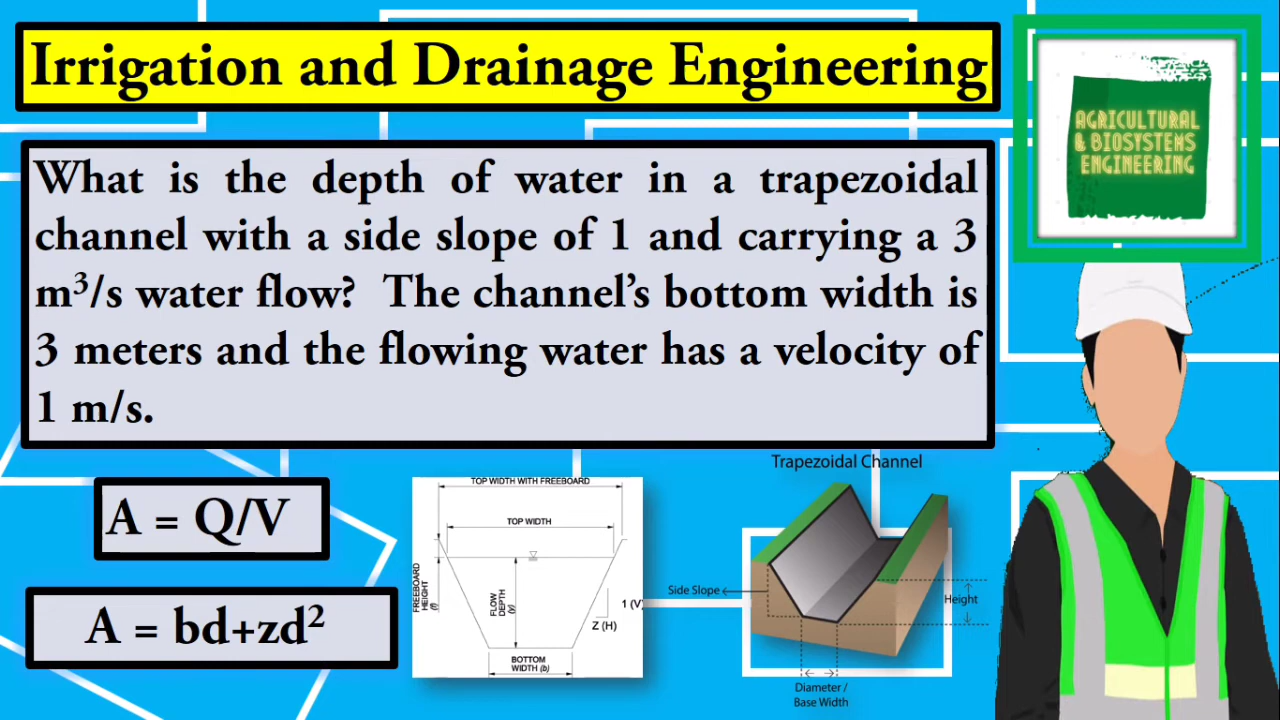 Irrigation and Drainage Engineering
AGRICULTURAL
& BIOSYSTEMS
ENGINEERING
What is the depth of water in a trapezoidal
channel with a side slope of 1 and carrying a 3
m³/s water flow? The channel's bottom width is
3 meters and the flowing water has a velocity of
1 m/s.
A = Q/V
A = bd+zd²
TOP WIDTH WITH FREEBOARD
TOP WIDTH
FREEBOARD
HEIGHT
(f)
FLOW
DEPTH
(y)
1 (V)
Z (H)
BOTTOM
WIDTH (b)
Trapezoidal Channel
Side Slope
Height
Diameter /
Base Width